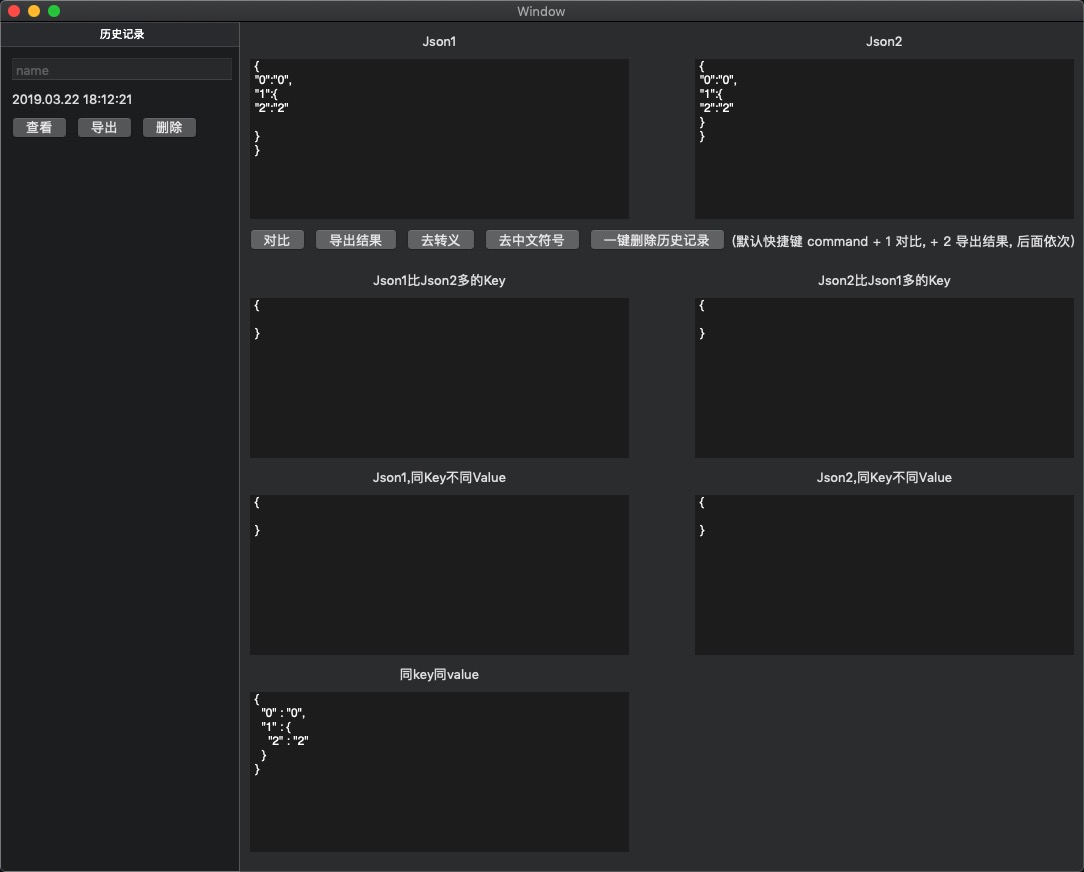 Window
历史记录
name
2019.03.22 18:12:21
查看 导出 删除
Json1
{
"0":"0",
"1":{
"2":"2"
}
}
Json2
{
"0":"0",
"1":{
"2":"2"
}
}
对比 导出结果 去转义 去中文符号 一键删除历史记录 (默认快捷键 command + 1 对比, + 2 导出结果, 后面依次)
Json1比Json2多的Key
{
}
Json2比Json1多的Key
{
}
Json1,同Key不同Value
{
}
Json2,同Key不同Value
{
}
同key同value
{
"0" : "0",
"1" : {
"2" : "2"
}
}